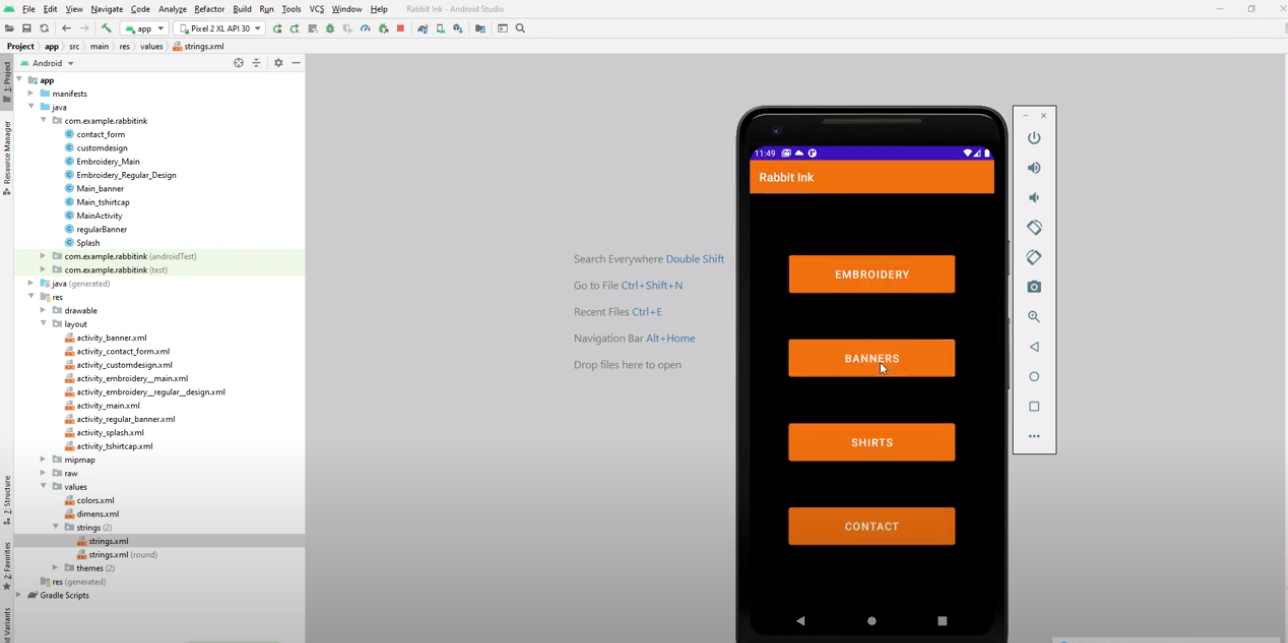 File Edit View Navigate Code Analyze Refactor Build Run Tools VCS Window Help Rabbit Ink - Android Studio
app Pixel 2 XL API 30
Project app src main res values strings.xml
Android
1: Project
Resource Manager
Z: Structure
2: Favorites
d Variants
app
manifests
java
com.example.rabbitink
contact_form
customdesign
Embroidery_Main
Embroidery_Regular_Design
Main_banner
Main_tshirtcap
MainActivity
regularBanner
Splash
com.example.rabbitink (androidTest)
com.example.rabbitink (test)
java (generated)
res
drawable
layout
activity_banner.xml
activity_contact_form.xml
activity_customdesign.xml
activity_embroidery__main.xml
activity_embroidery__regular__design.xml
activity_main.xml
activity_regular_banner.xml
activity_splash.xml
activity_tshirtcap.xml
mipmap
raw
values
colors.xml
dimens.xml
strings (2)
strings.xml
strings.xml (round)
themes (2)
res (generated)
Gradle Scripts
Search Everywhere Double Shift
Go to File Ctrl+Shift+N
Recent Files Ctrl+E
Navigation Bar Alt+Home
Drop files here to open
11:49
Rabbit Ink
EMBROIDERY
BANNERS
SHIRTS
CONTACT